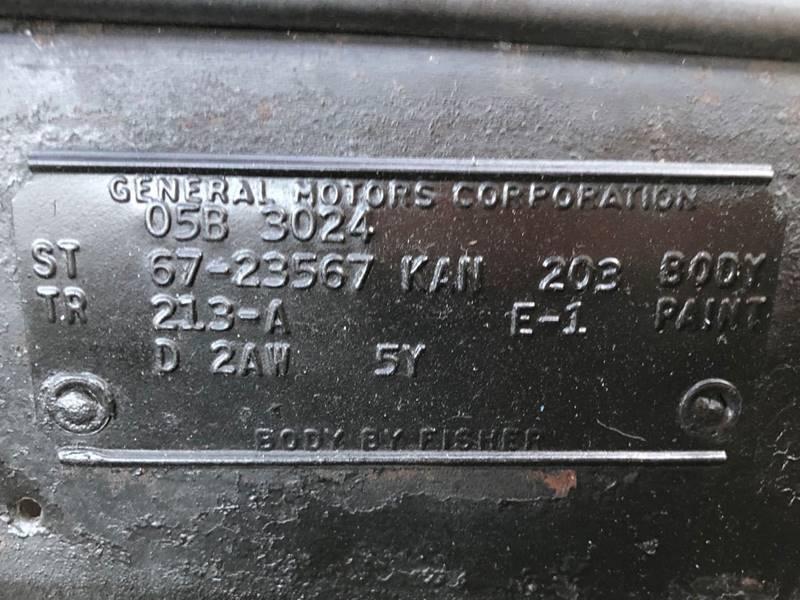 GENERAL MOTORS CORPORATION
05B 3024
ST 67-23567 KAN 203 BODY
TR 213-A E-1 PAINT
D 2AW 5Y
BODY BY FISHER